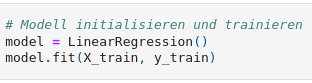 # Modell initialisieren und trainieren
model = LinearRegression()
model.fit(X_train, y_train)